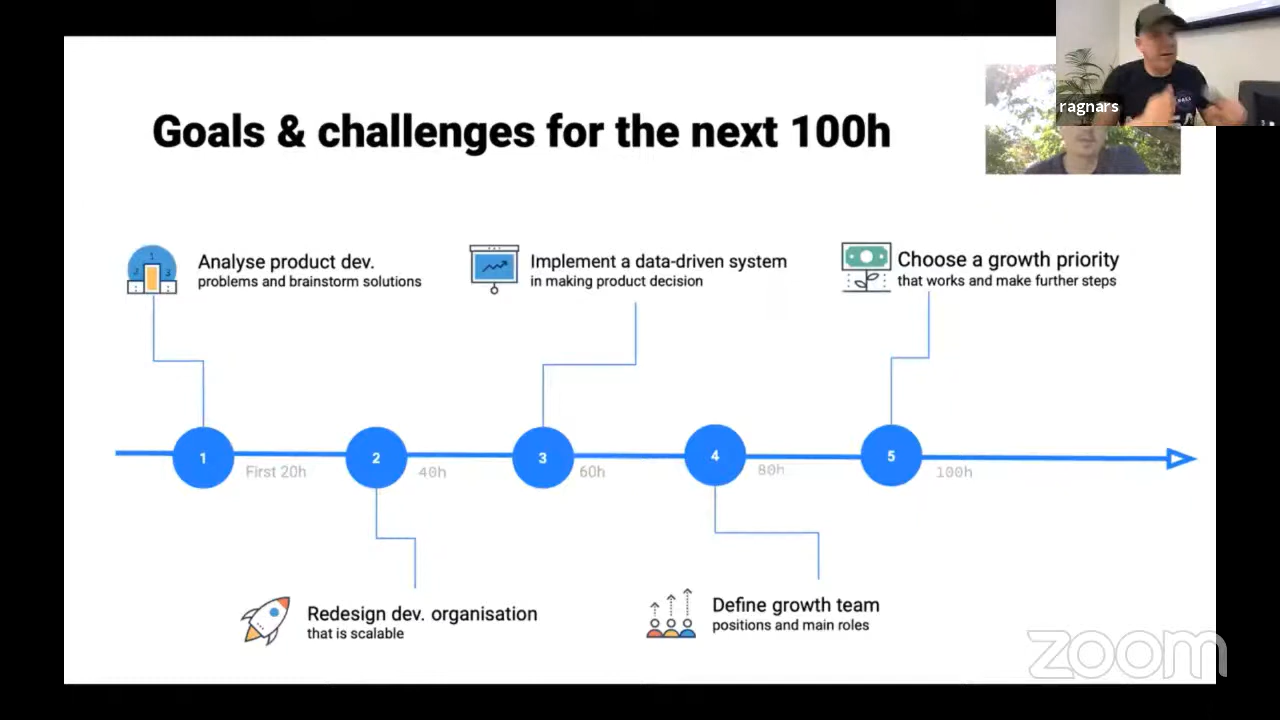 Goals & challenges for the next 100h
ragnars
Analyse product dev.
problems and brainstorm solutions
Implement a data-driven system
in making product decision
Choose a growth priority
that works and make further steps
1
First 20h
2
40h
3
60h
4
80h
5
100h
Redesign dev. organisation
that is scalable
Define growth team
positions and main roles
zoom